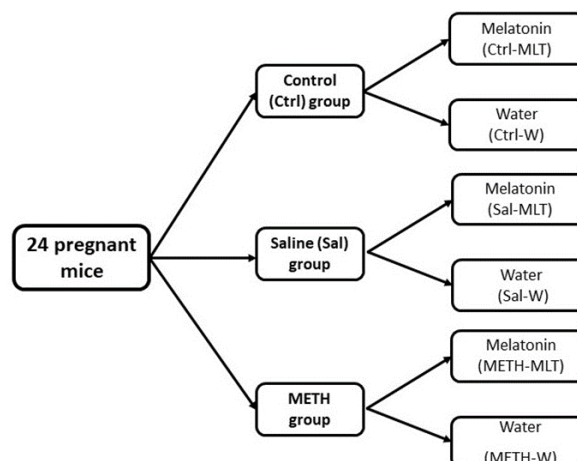 Melatonin
(Ctrl-MLT)
Control
(Ctrl) group
Water
(Ctrl-W)
Melatonin
(Sal-MLT)
24 pregnant
mice
Saline (Sal)
group
Water
(Sal-W)
Melatonin
(METH-MLT)
METH
group
Water
(METH-W)